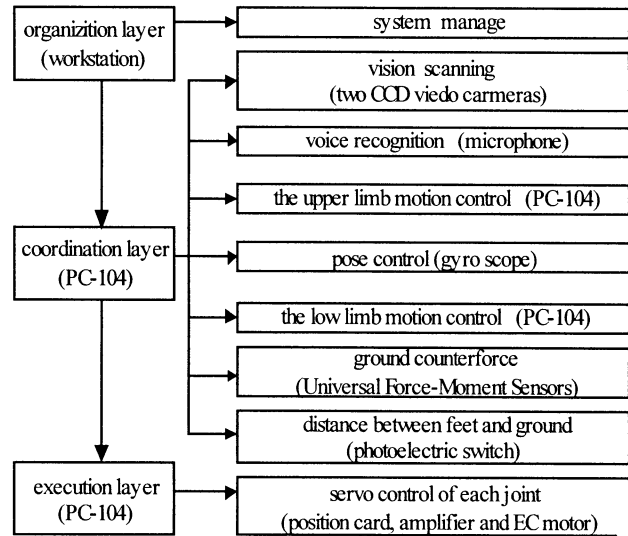 organizition layer
(workstation)
system manage
vision scanning
(two CCD viedo carmeras)
voice recognition (microphone)
the upper limb motion control (PC-104)
coordination layer
(PC-104)
pose control (gyro scope)
the low limb motion control (PC-104)
ground counterforce
(Universal Force-Moment Sensors)
distance between feet and ground
(photoelectric switch)
execution layer
(PC-104)
servo control of each joint
(position card, amplifier and EC motor)